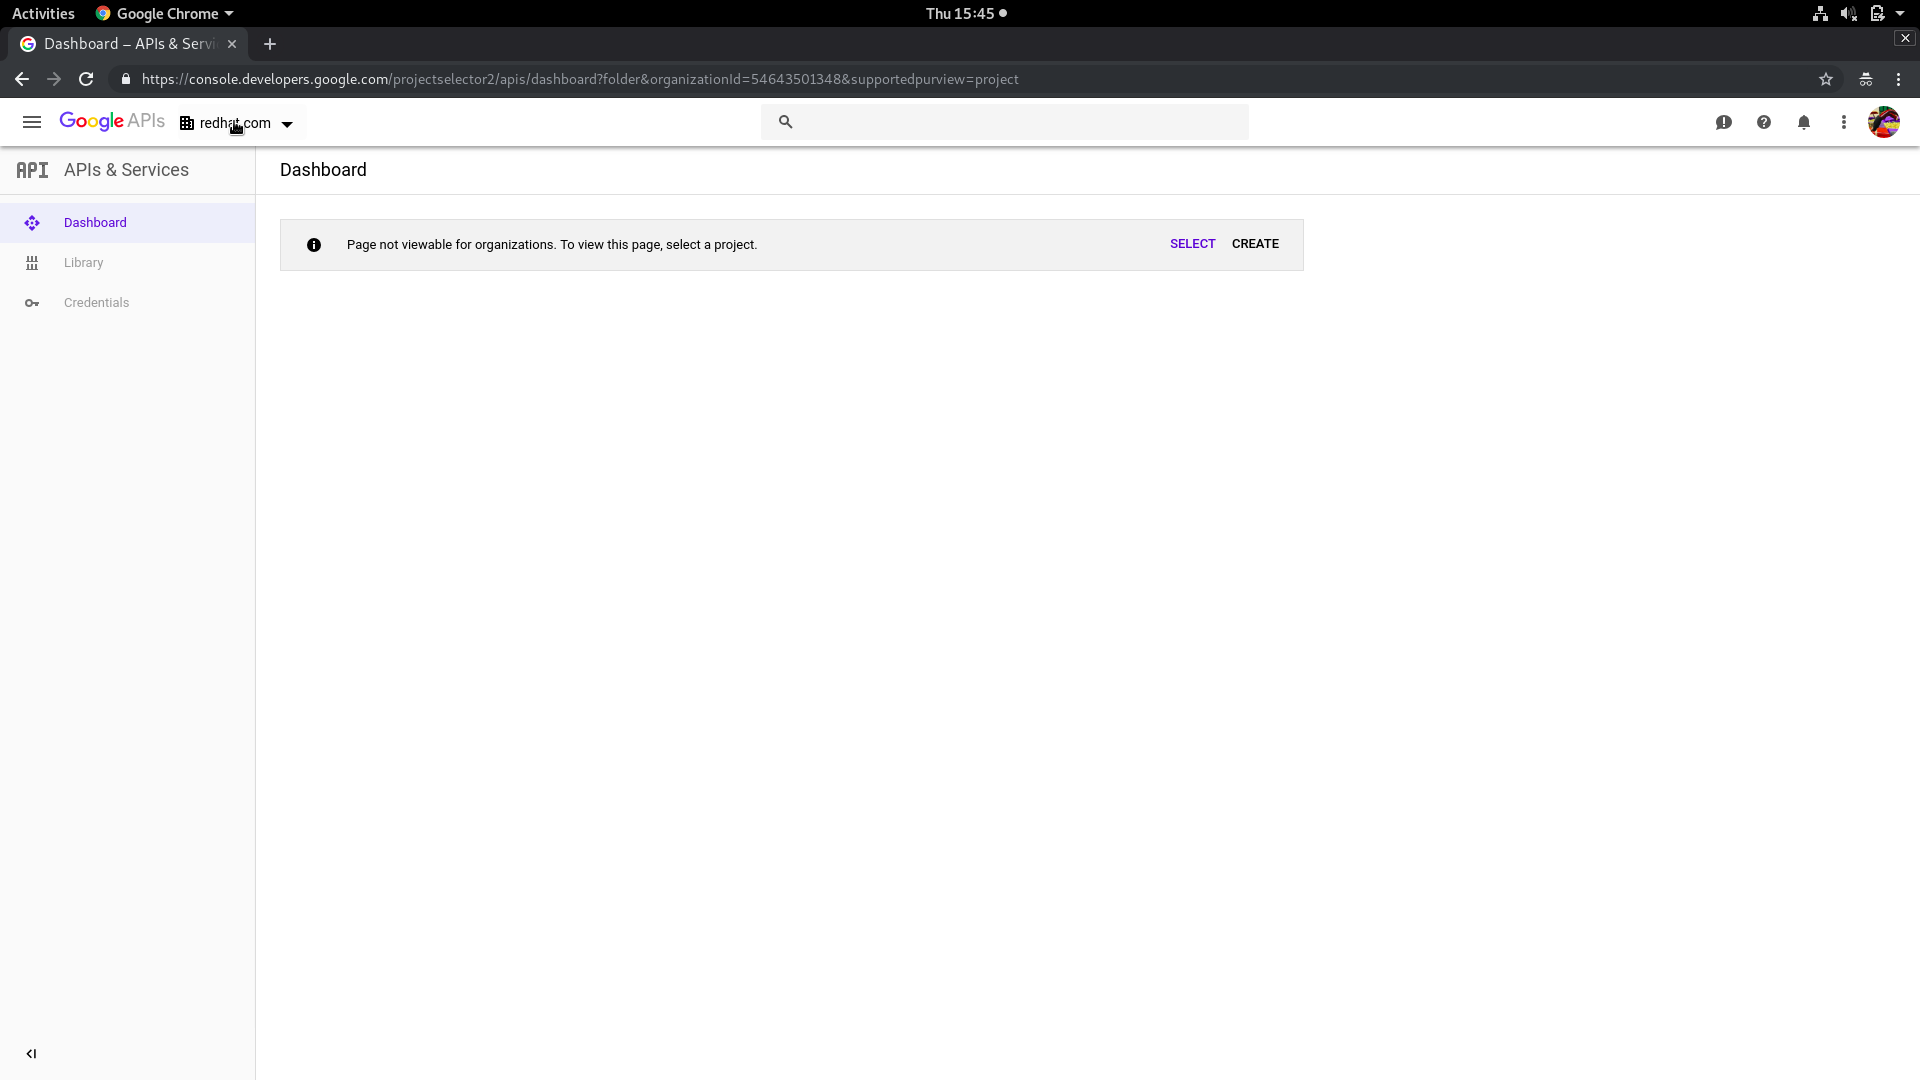 Activities Google Chrome Thu 15:45
Dashboard – APIs & Servi
https://console.developers.google.com/projectselector2/apis/dashboard?folder&organizationId=54643501348&supportedpurview=project
Google APIs redhat.com
API APIs & Services Dashboard
Dashboard
Page not viewable for organizations. To view this page, select a project. SELECT CREATE
Library
Credentials